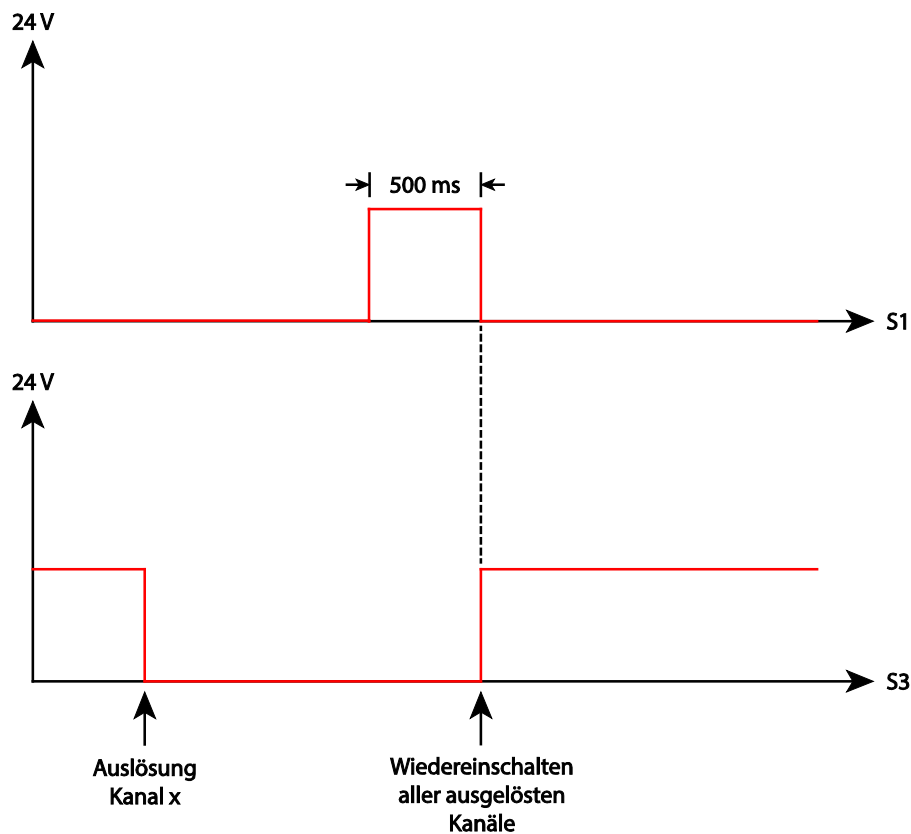 24 V
500 ms
S1
24 V
S3
Auslösung
Kanal x
Wiedereinschalten
aller ausgelösten
Kanäle